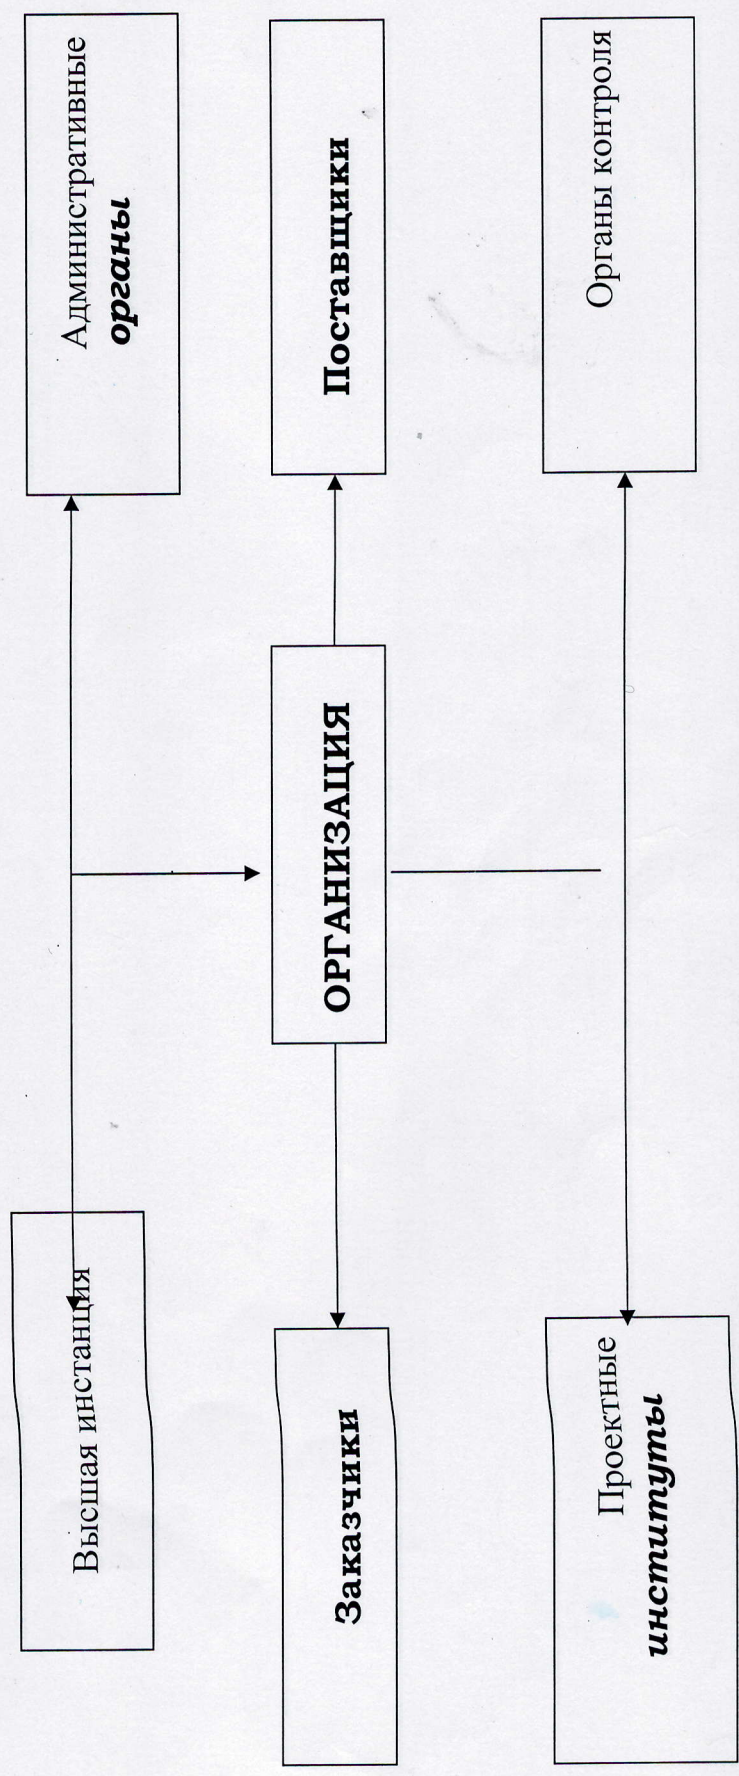 Высшая инстанция
Административные
органы
Заказчики
ОРГАНИЗАЦИЯ
Поставщики
Проектные
институты
Органы контроля